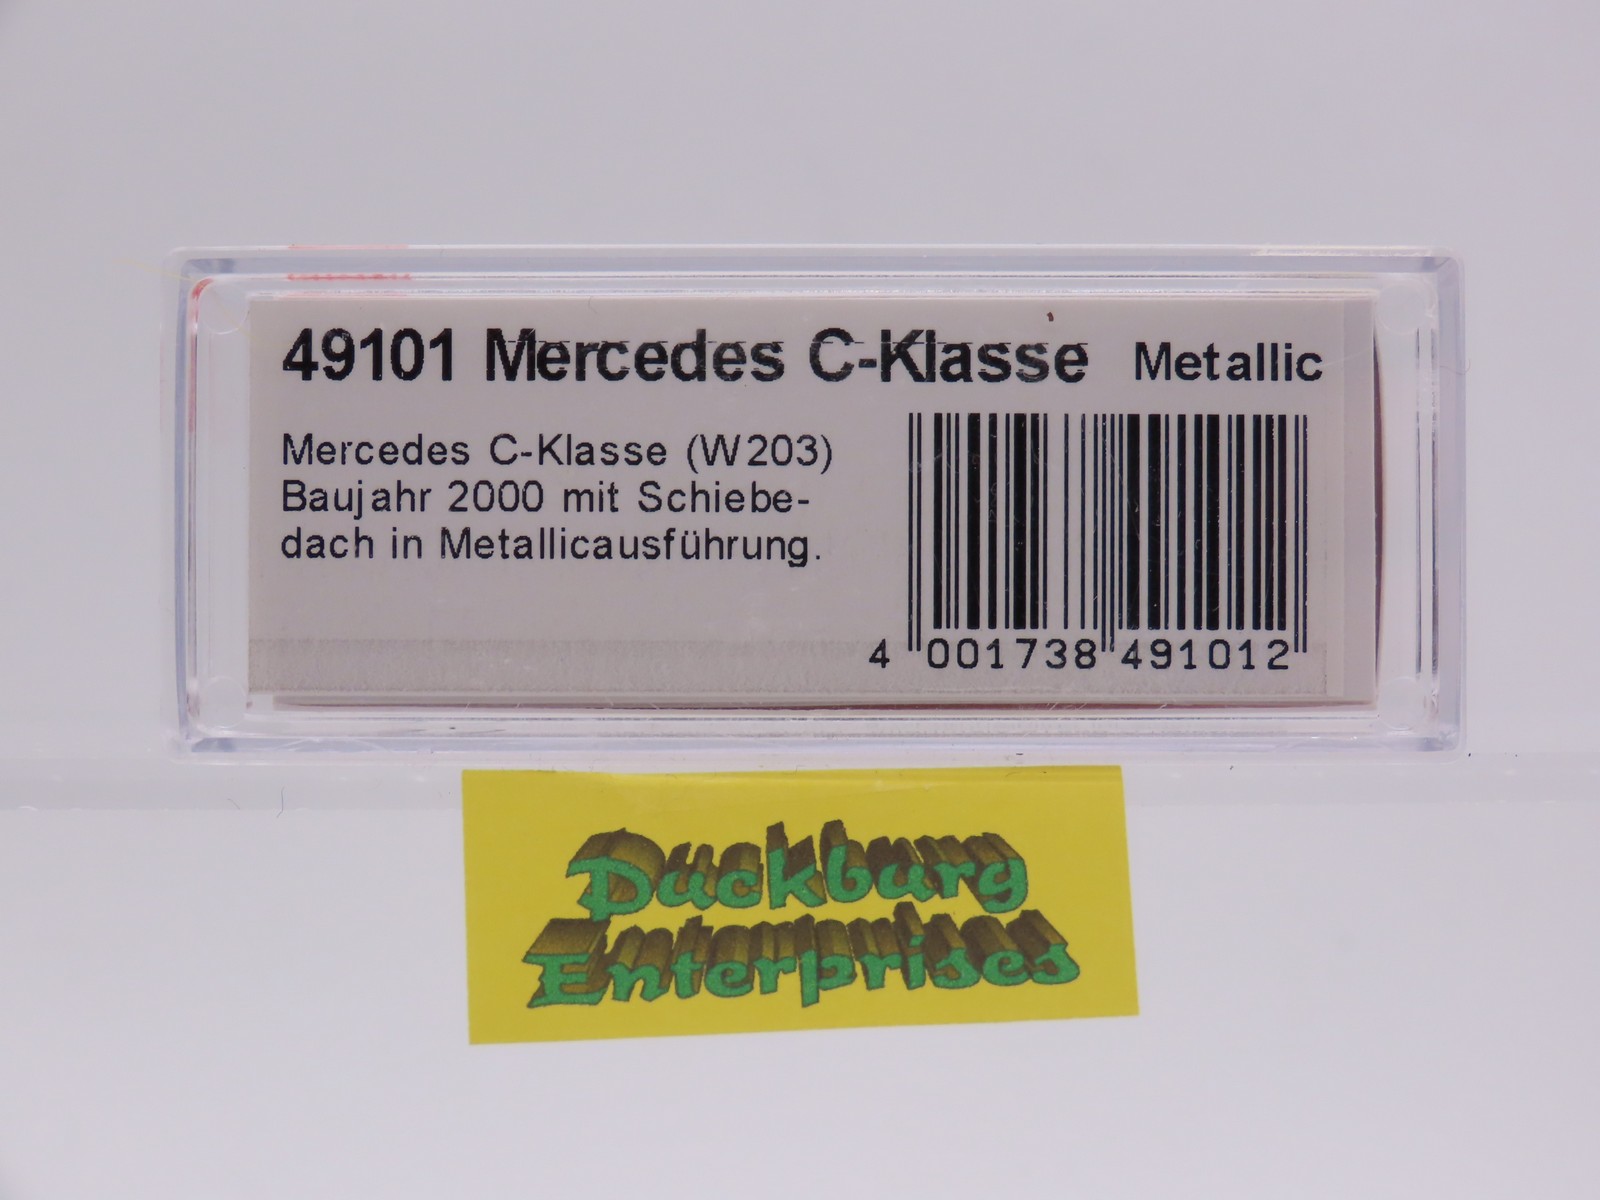 49101 Mercedes C-Klasse Metallic
Mercedes C-Klasse (W203)
Baujahr 2000 mit Schiebe-
dach in Metallicausführung.
4 001738 491012
Duckburg
Enterprises